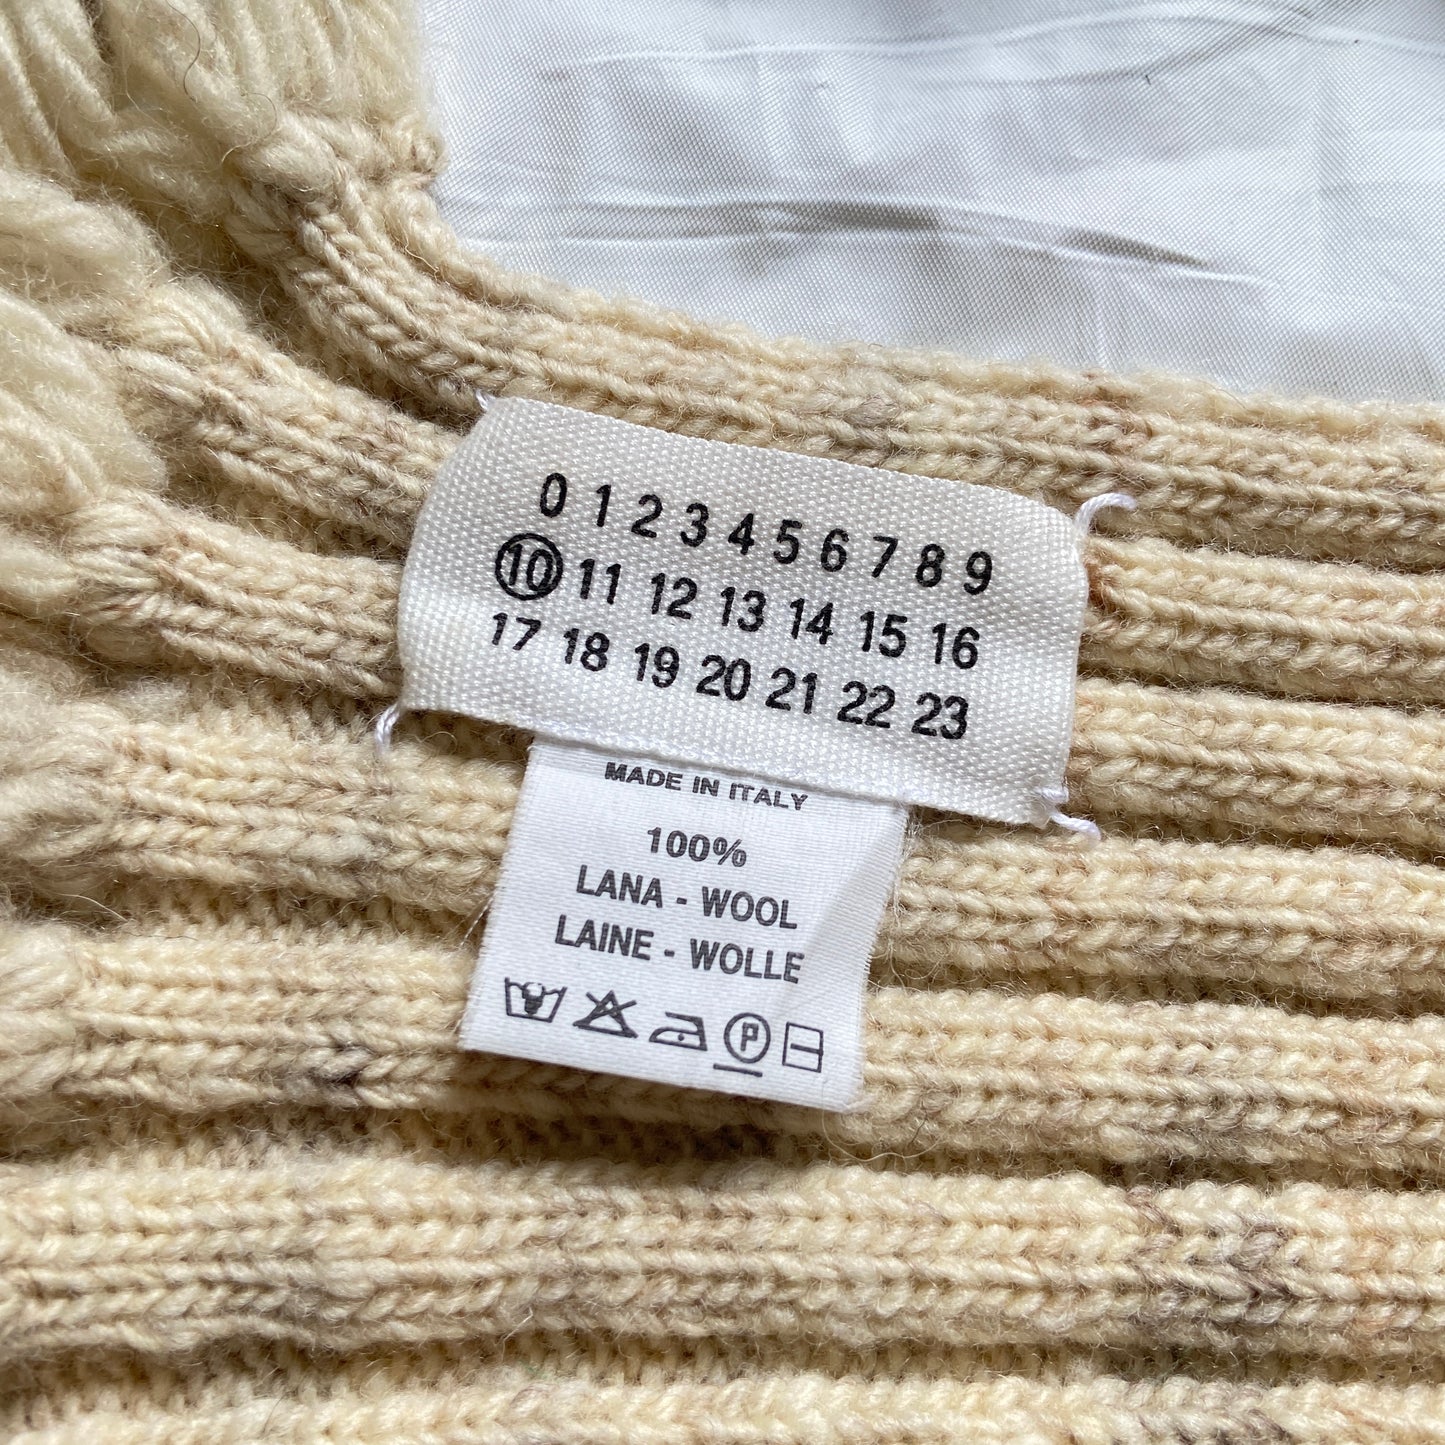 0 1 2 3 4 5 6 7 8 9
10 11 12 13 14 15 16
17 18 19 20 21 22 23
MADE IN ITALY
100%
LANA - WOOL
LAINE - WOLLE
P